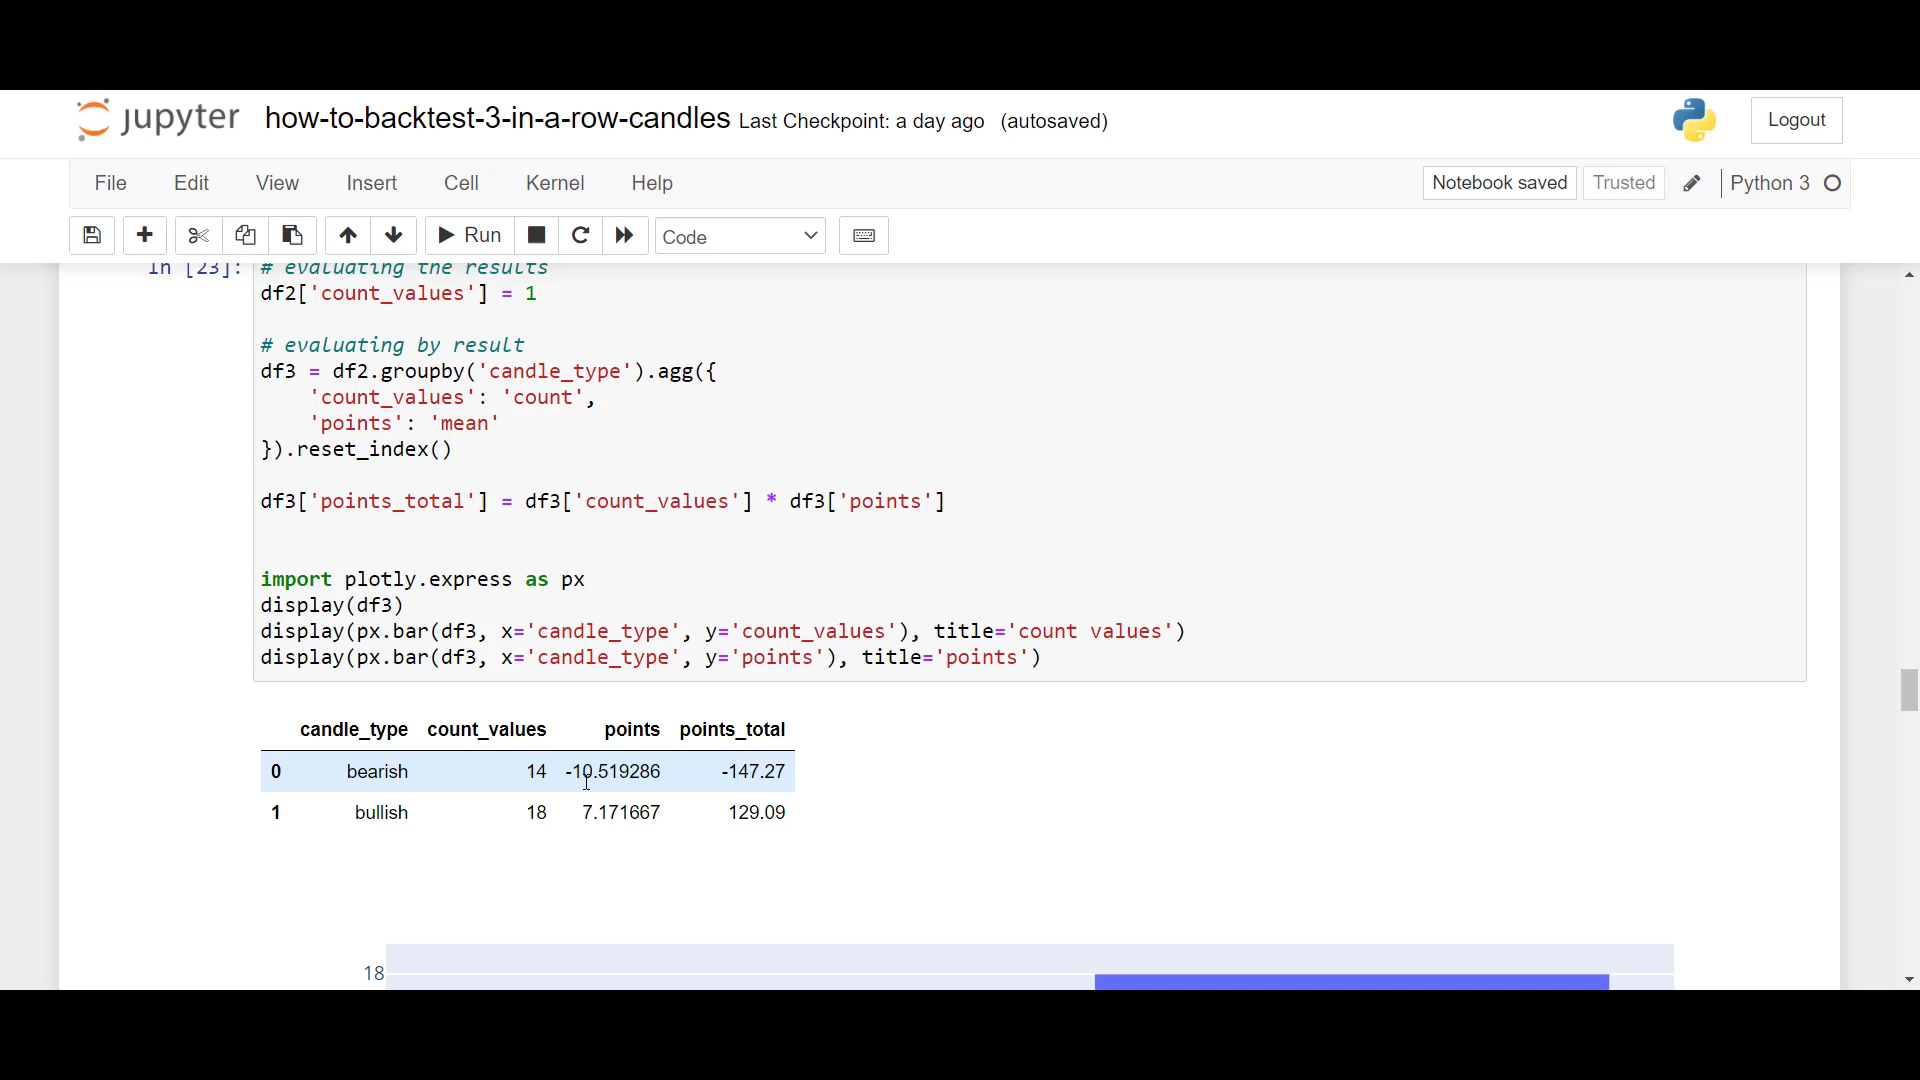 jupyter how-to-backtest-3-in-a-row-candles Last Checkpoint: a day ago (autosaved) Logout
File Edit View Insert Cell Kernel Help Notebook saved Trusted Python 3
Run Code
In [23]: # evaluating the results
df2['count_values'] = 1
# evaluating by result
df3 = df2.groupby('candle_type').agg({
'count_values': 'count',
'points': 'mean'
}).reset_index()
df3['points_total'] = df3['count_values'] * df3['points']
import plotly.express as px
display(df3)
display(px.bar(df3, x='candle_type', y='count_values'), title='count values')
display(px.bar(df3, x='candle_type', y='points'), title='points')
candle_type count_values points points_total
0 bearish 14 -10.519286 -147.27
1 bullish 18 7.171667 129.09
18